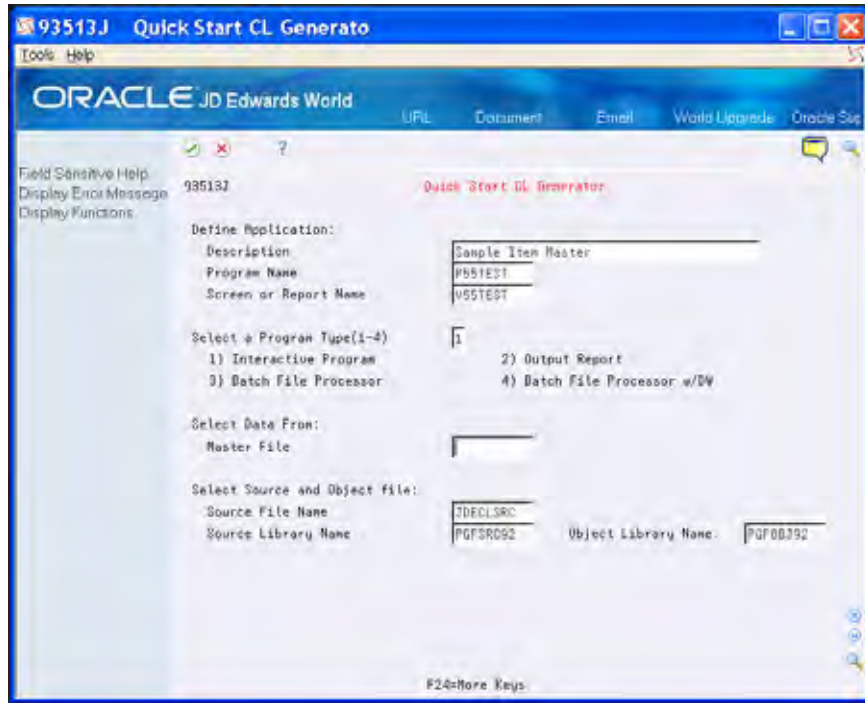 93513J Quick Start CL Generato
Tools Help
ORACLE JD Edwards World
URL Document Email World Upgrade Oracle Sup
Field Sensitive Help
Display Error Message
Display Functions
?
93513J Quick Start CL Generator
Define Application:
Description Sample Item Master
Program Name P55TEST
Screen or Report Name V55TEST
Select a Program Type(1-4) 1
1) Interactive Program 2) Output Report
3) Batch File Processor 4) Batch File Processor w/DW
Select Data From:
Master File
Select Source and Object file:
Source File Name JDECLSRC
Source Library Name PGFSRC92 Object Library Name. PGFOBJ92
F24=More Keys